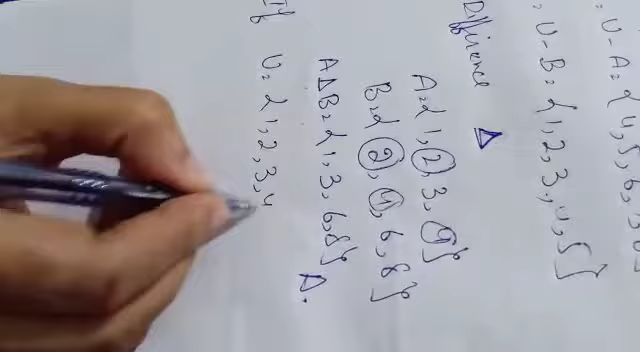 : U - A = { 4, 5, 6,
, U - B = { 1, 2, 3, 4, 5}
Difference Δ
A = { 1, 2, 3, 4}
B = { 2, 4, 6, 8}
A Δ B = { 1, 3, 6, 8}
If U = { 1, 2, 3, 4